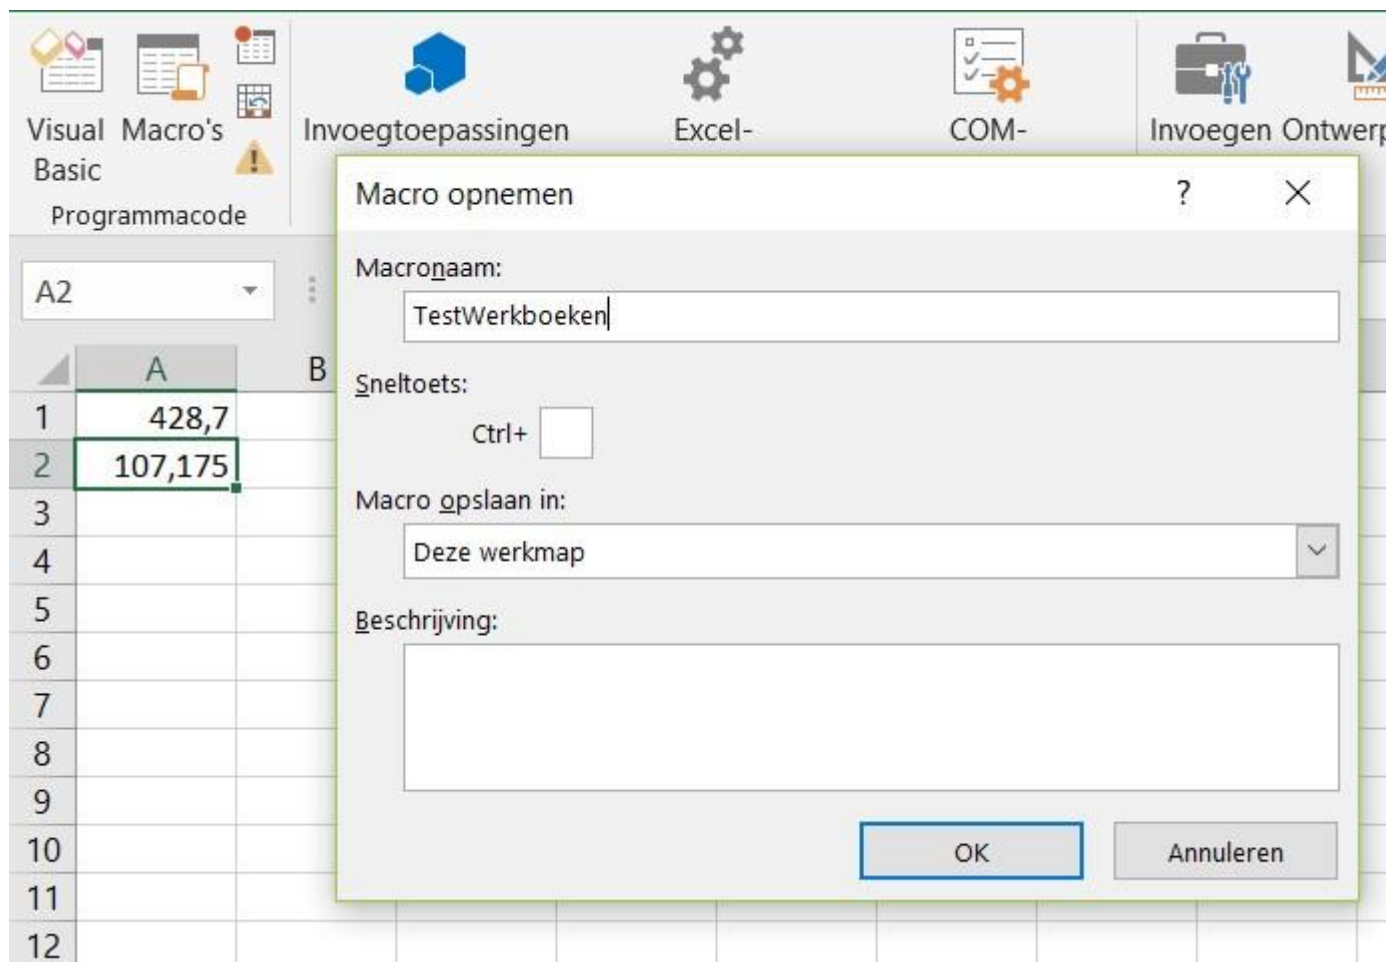 Visual Macro's Invoegtoepassingen Excel- COM- Invoegen Ontwerp
Basic
Programmacode
Macro opnemen ?
A2
Macronaam:
TestWerkboeken
A B
Sneltoets:
1 428,7
Ctrl+
2 107,175
3
Macro opslaan in:
4
Deze werkmap
5
Beschrijving:
6
7
8
9
10
OK Annuleren
11
12